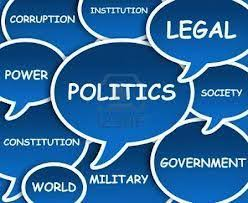 CORRUPTION
INSTITUTION
LEGAL
POWER
POLITICS
SOCIETY
CONSTITUTION
GOVERNMENT
WORLD
MILITARY